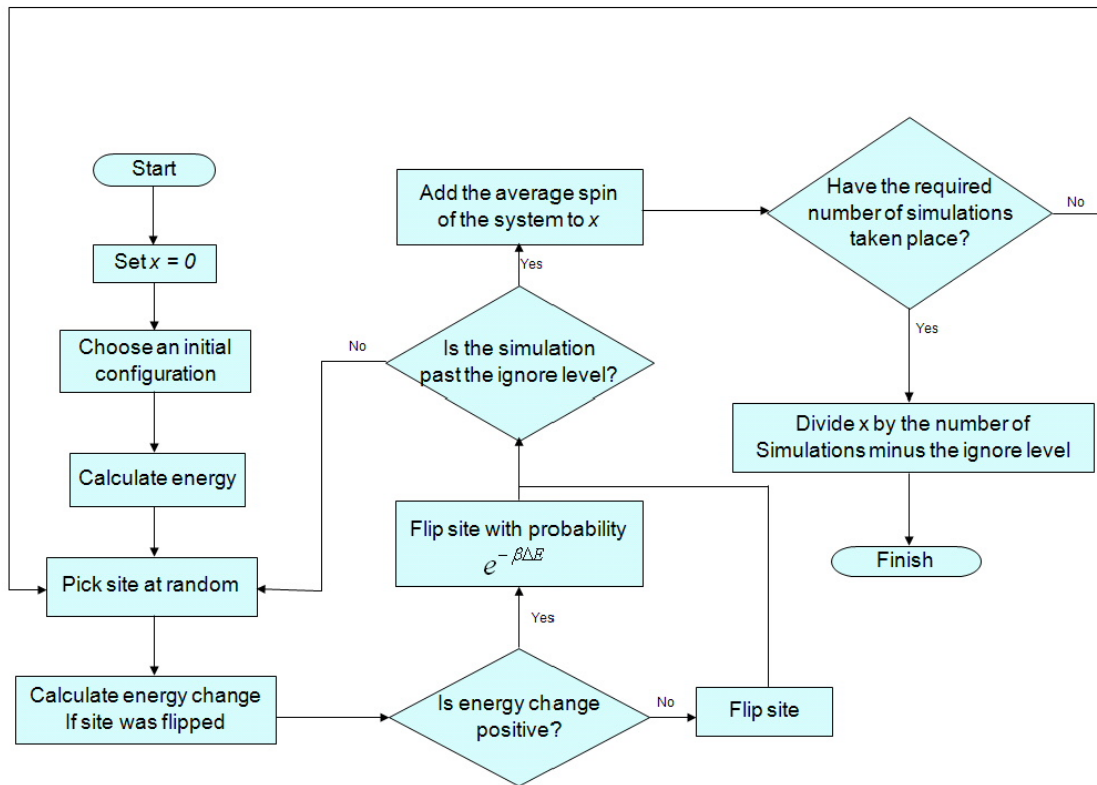 Start
Set x = 0
Choose an initial
configuration
Calculate energy
Pick site at random
Calculate energy change
If site was flipped
Is energy change
positive?
Yes
No
Flip site
Flip site with probability
e^{-βΔE}
Is the simulation
past the ignore level?
No
Yes
Add the average spin
of the system to x
Have the required
number of simulations
taken place?
No
Yes
Divide x by the number of
Simulations minus the ignore level
Finish